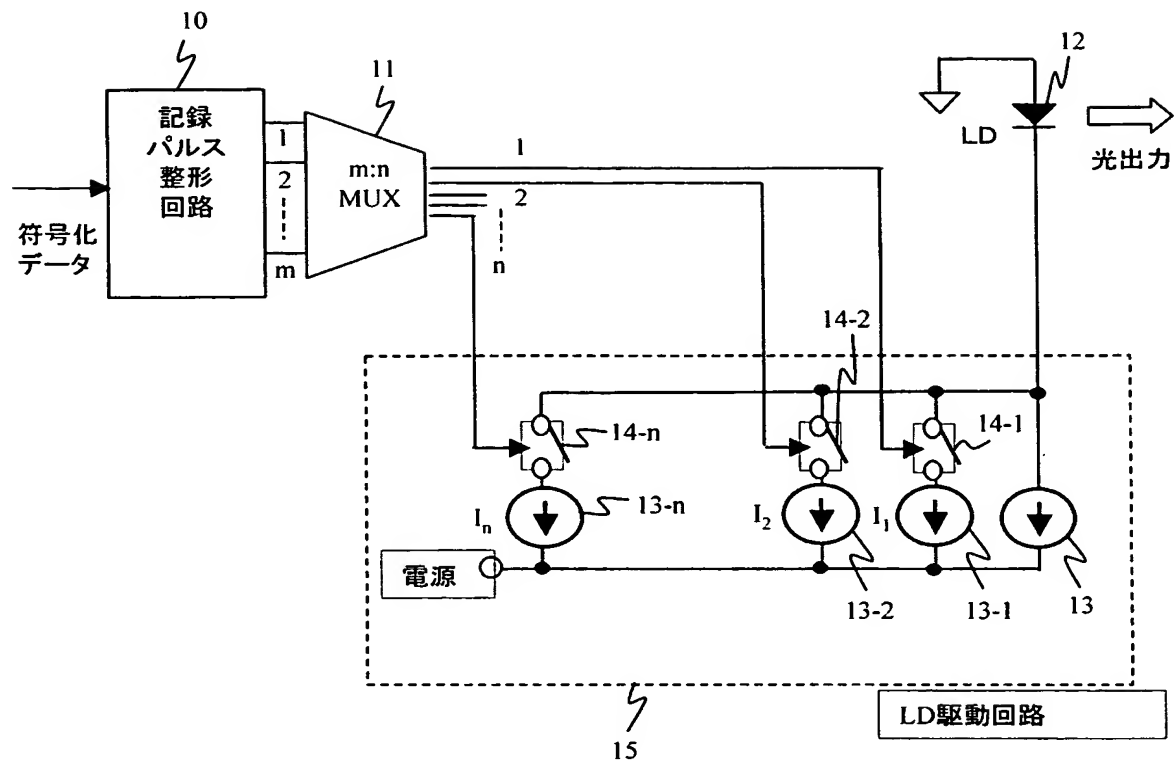 10
記録
パルス
整形
回路
符号化
データ
1
2
m
11
m:n
MUX
1
2
n
12
LD
光出力
14-2
14-n
14-1
13-n
In
I2
I1
電源
13-2
13-1
13
15
LD駆動回路